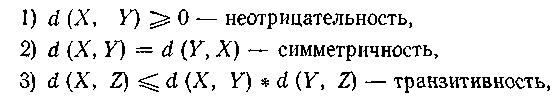 1) d (X, Y) ⩾ 0 — неотрицательность,
2) d (X, Y) = d (Y, X) — симметричность,
3) d (X, Z) ⩽ d (X, Y) * d (Y, Z) — транзитивность,